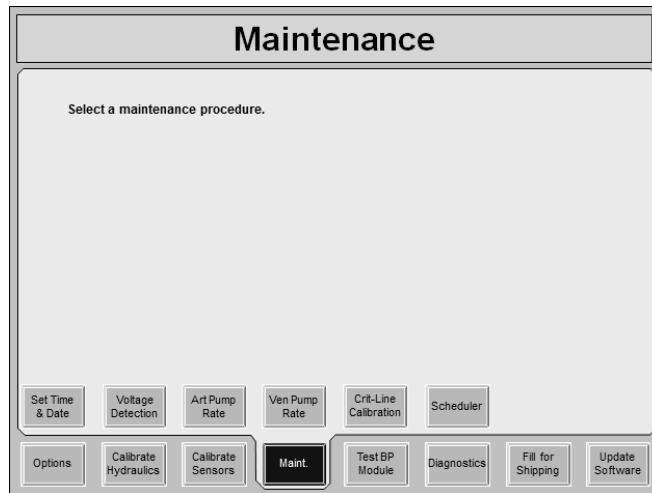 Maintenance
Select a maintenance procedure.
Set Time
& Date
Voltage
Detection
Art Pump
Rate
Ven Pump
Rate
Crit-Line
Calibration
Scheduler
Options
Calibrate
Hydraulics
Calibrate
Sensors
Maint.
Test BP
Module
Diagnostics
Fill for
Shipping
Update
Software